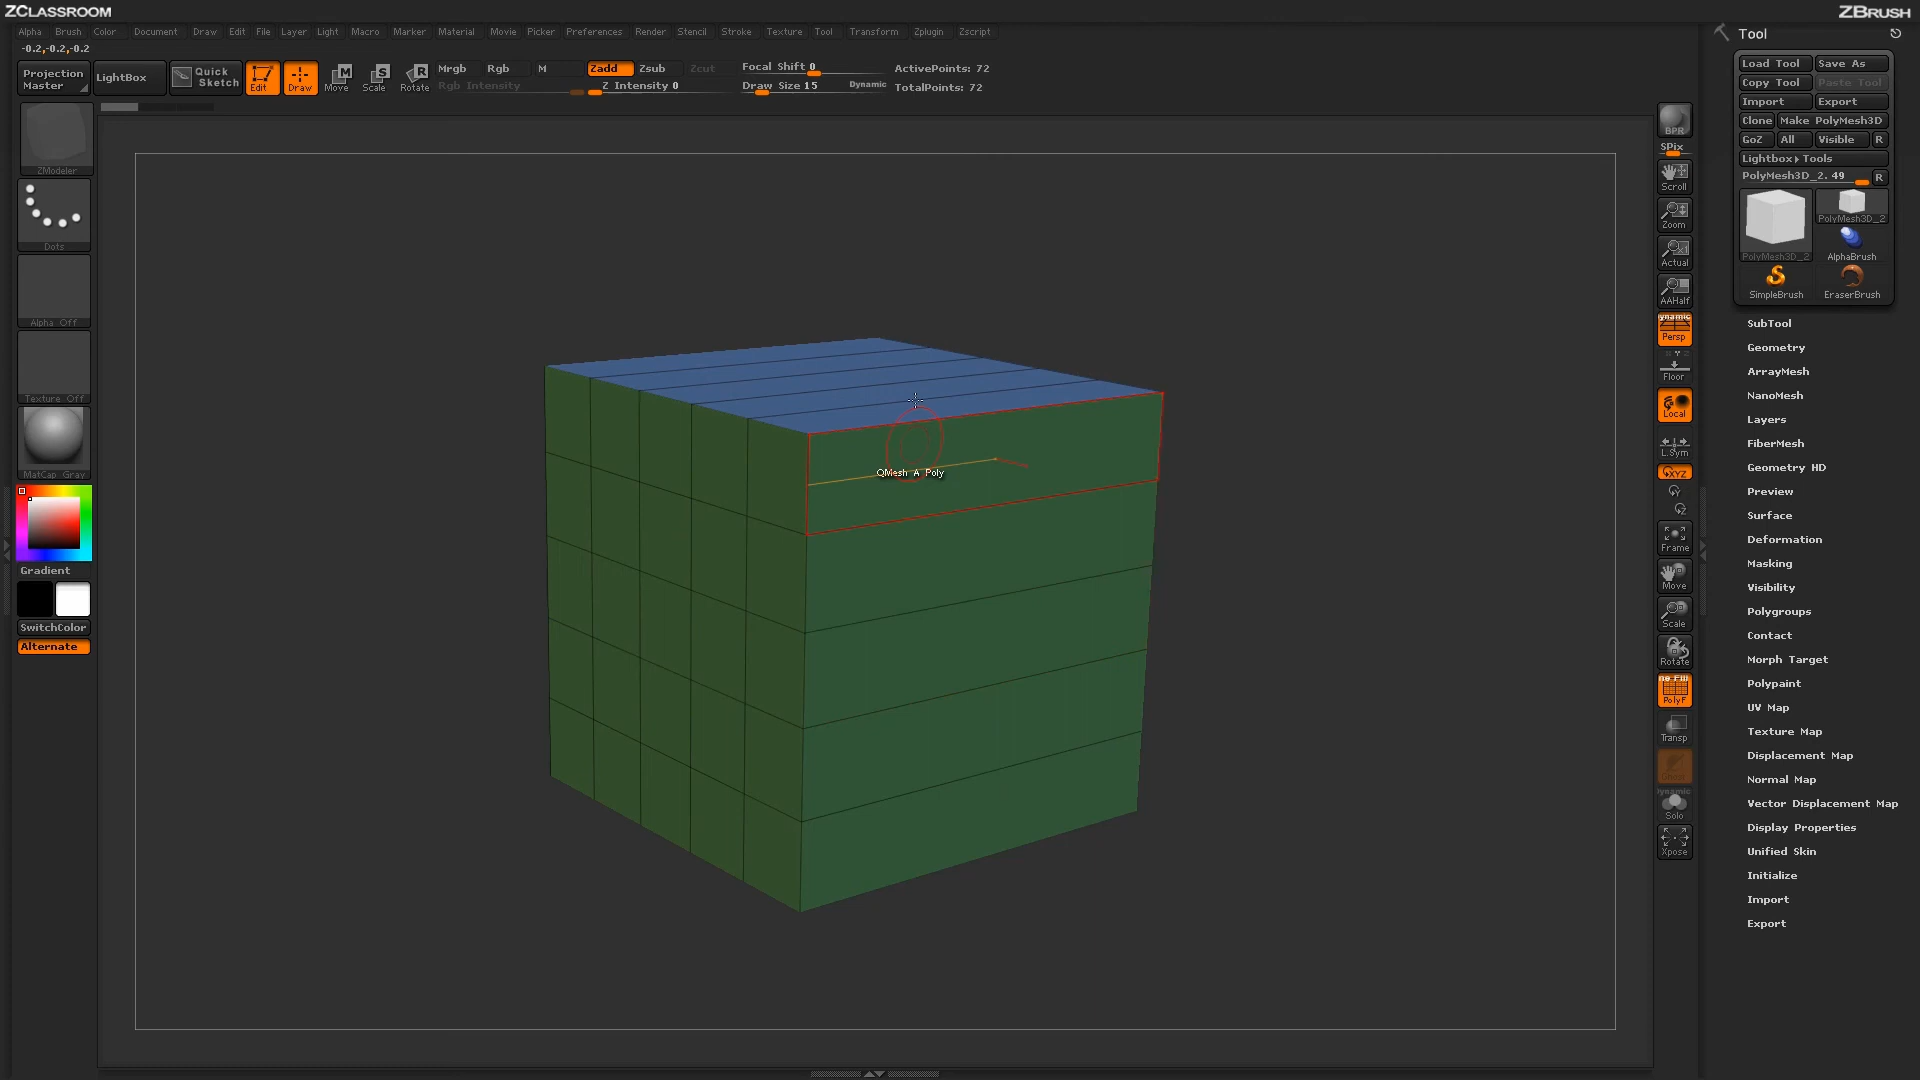 ZCLASSROOM
ZBRUSH
Alpha Brush Color Document Draw Edit File Layer Light Macro Marker Material Movie Picker Preferences Render Stencil Stroke Texture Tool Transform Zplugin Zscript
-0.2,-0.2,-0.2
Projection Master
LightBox
Quick Sketch
Edit
Draw
Move
Scale
Rotate
Mrgb Rgb M
Rgb Intensity
Zadd Zsub Zcut
Z Intensity 0
Focal Shift 0
Draw Size 15 Dynamic
ActivePoints: 72
TotalPoints: 72
ZModeler
Dots
Alpha Off
Texture Off
MatCap Gray
Gradient
SwitchColor
Alternate
QMesh A Poly
BPR
SPix
Scroll
Zoom
Actual
AAHalf
Persp
Floor
Local
L.Sym
XYZ
Y
Z
Frame
Move
Scale
Rotate
PolyF
Transp
Ghost
Dynamic
Solo
Xpose
Tool
Load Tool Save As
Copy Tool Paste Tool
Import Export
Clone Make PolyMesh3D
GoZ All Visible R
Lightbox▸Tools
PolyMesh3D_2. 49 R
PolyMesh3D_2
PolyMesh3D_2
AlphaBrush
SimpleBrush
EraserBrush
SubTool
Geometry
ArrayMesh
NanoMesh
Layers
FiberMesh
Geometry HD
Preview
Surface
Deformation
Masking
Visibility
Polygroups
Contact
Morph Target
Polypaint
UV Map
Texture Map
Displacement Map
Normal Map
Vector Displacement Map
Display Properties
Unified Skin
Initialize
Import
Export